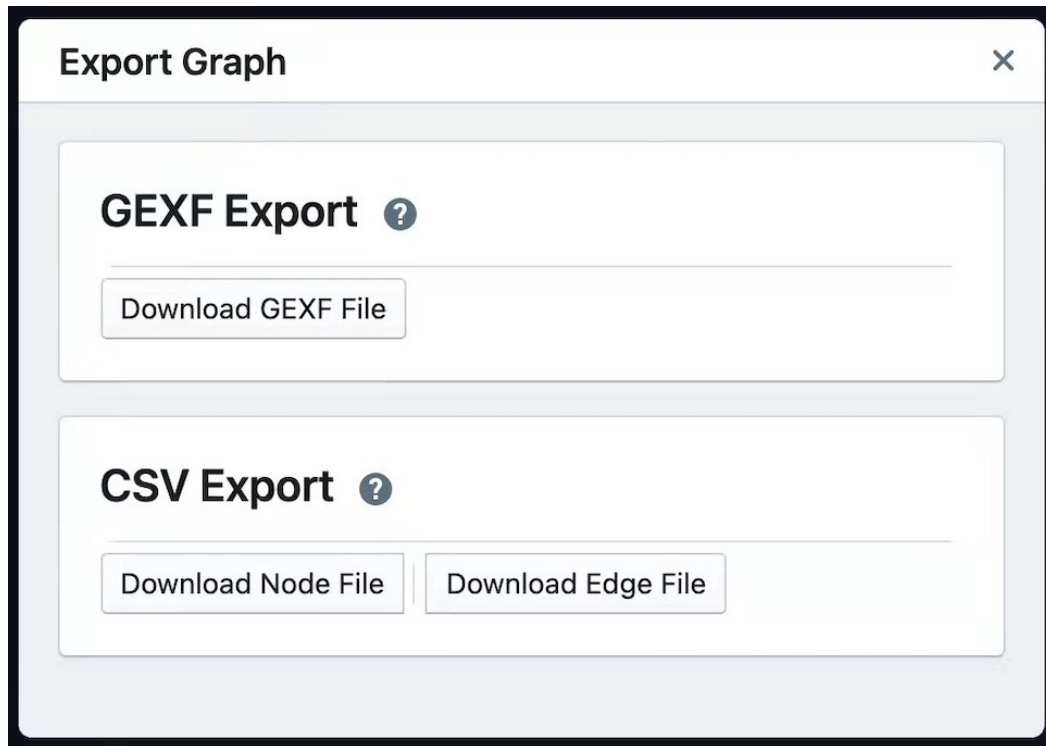 Export Graph
GEXF Export ?
Download GEXF File
CSV Export ?
Download Node File Download Edge File